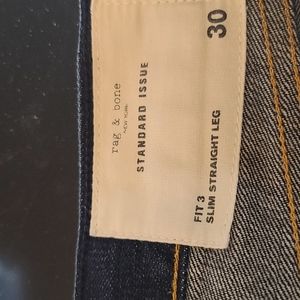 rag & bone
NEW YORK
STANDARD ISSUE
30
FIT 3
SLIM STRAIGHT LEG